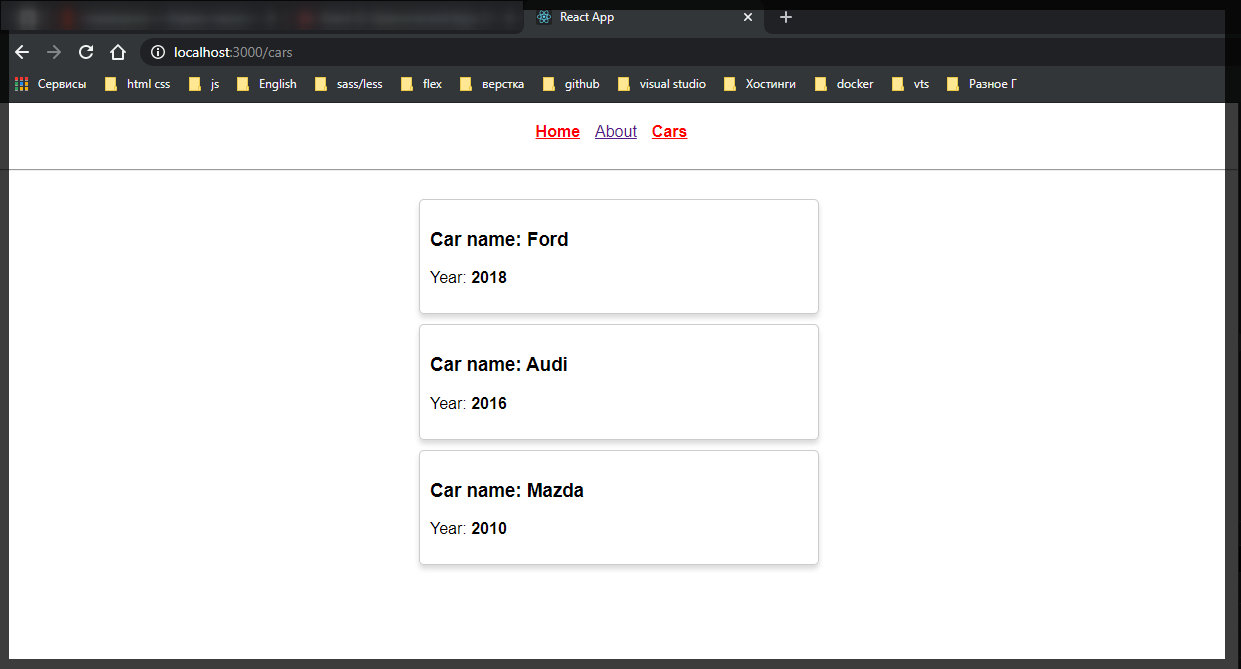 React App
localhost:3000/cars
Сервисы html css js English sass/less flex верстка github visual studio Хостинги docker vts Разное Г
Home About Cars
Car name: Ford
Year: 2018
Car name: Audi
Year: 2016
Car name: Mazda
Year: 2010